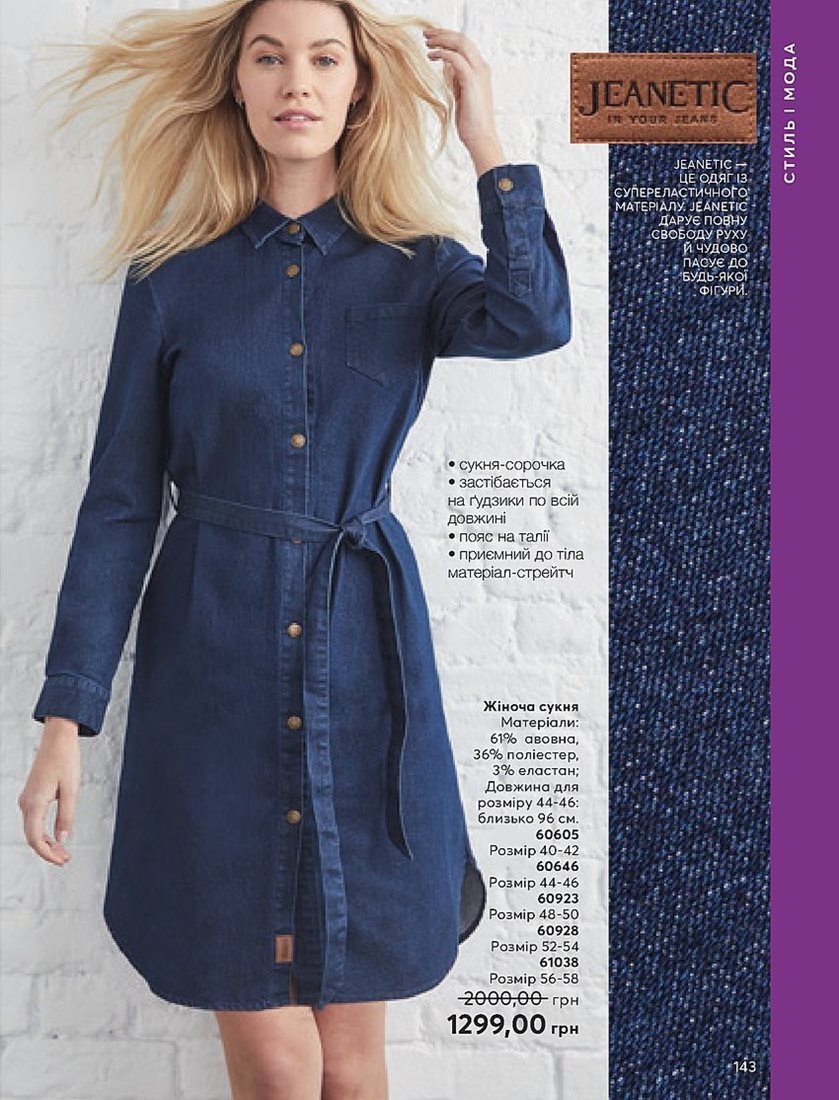 JEANETIC
IN YOUR JEANS
СТИЛЬ І МОДА
JEANETIC —
ЦЕ ОДЯГ ІЗ
СУПЕРЕЛАСТИЧНОГО
МАТЕРІАЛУ. JEANETIC
ДАРУЄ ПОВНУ
СВОБОДУ РУХУ
Й ЧУДОВО
ПАСУЄ ДО
БУДЬ-ЯКОЇ
ФІГУРИ.
• сукня-сорочка
• застібається
на ґудзики по всій
довжині
• пояс на талії
• приємний до тіла
матеріал-стрейтч
Жіноча сукня
Матеріали:
61% авовна,
36% поліестер,
3% еластан;
Довжина для
розміру 44-46:
близько 96 см.
60605
Розмір 40-42
60646
Розмір 44-46
60923
Розмір 48-50
60928
Розмір 52-54
61038
Розмір 56-58
2000,00 грн
1299,00 грн
143